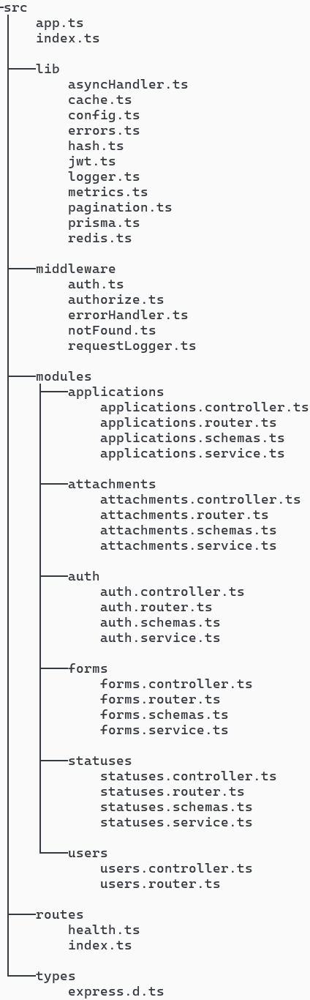 src
app.ts
index.ts
lib
asyncHandler.ts
cache.ts
config.ts
errors.ts
hash.ts
jwt.ts
logger.ts
metrics.ts
pagination.ts
prisma.ts
redis.ts
middleware
auth.ts
authorize.ts
errorHandler.ts
notFound.ts
requestLogger.ts
modules
applications
applications.controller.ts
applications.router.ts
applications.schemas.ts
applications.service.ts
attachments
attachments.controller.ts
attachments.router.ts
attachments.schemas.ts
attachments.service.ts
auth
auth.controller.ts
auth.router.ts
auth.schemas.ts
auth.service.ts
forms
forms.controller.ts
forms.router.ts
forms.schemas.ts
forms.service.ts
statuses
statuses.controller.ts
statuses.router.ts
statuses.schemas.ts
statuses.service.ts
users
users.controller.ts
users.router.ts
routes
health.ts
index.ts
types
express.d.ts